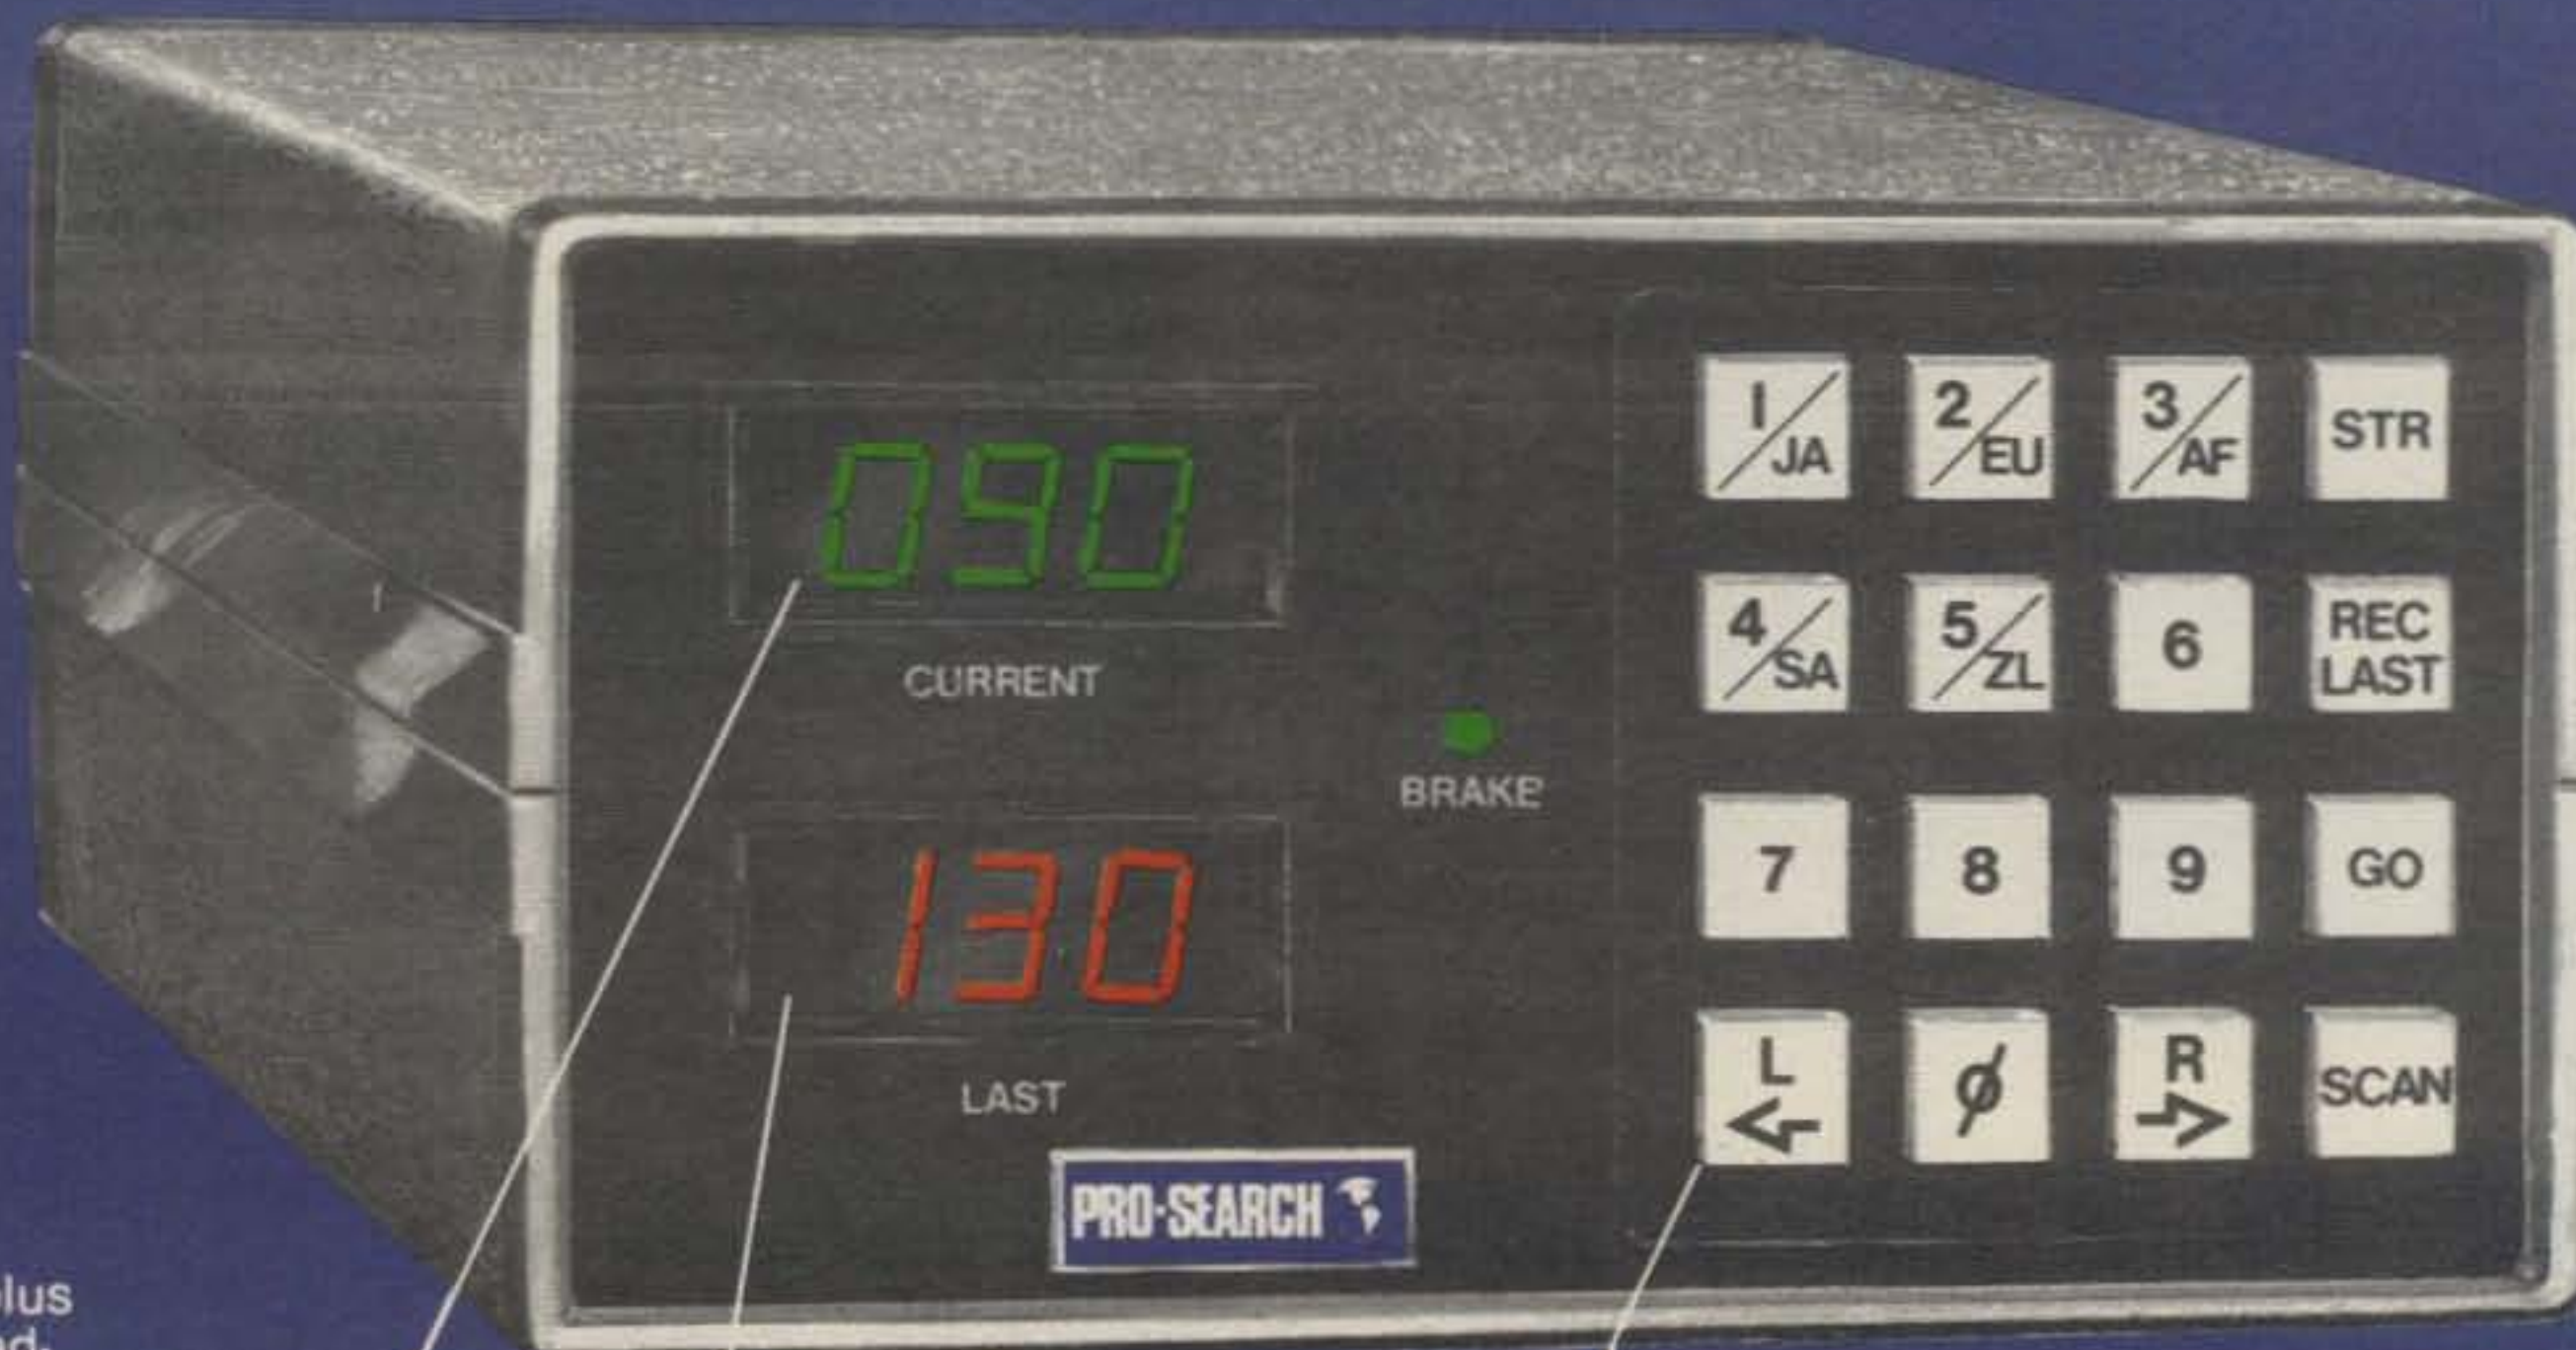 090
CURRENT
BRAKE
130
LAST
PRO·SEARCH
1/JA 2/EU 3/AF STR
4/SA 5/ZL 6 REC LAST
7 8 9 GO
L Ø R SCAN